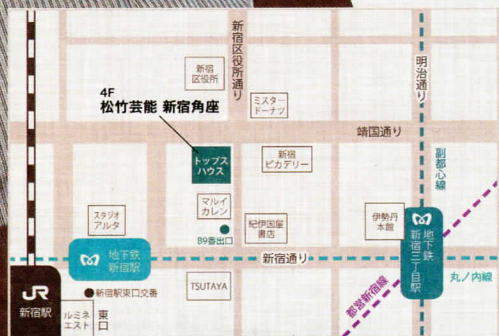 新宿区役所通り
新宿
区役所
ミスター
ドーナツ
明治通り
4F
松竹芸能 新宿角座
靖国通り
トップス
ハウス
新宿
ピカデリー
副都心線
マルイ
カレン
スタジオ
アルタ
紀伊國屋
書店
伊勢丹
本館
B9番出口
地下鉄
新宿駅
新宿通り
地下鉄
新宿三丁目駅
丸ノ内線
都営新宿線
JR
新宿駅
新宿駅東口交番
TSUTAYA
ルミネ
エスト
東口